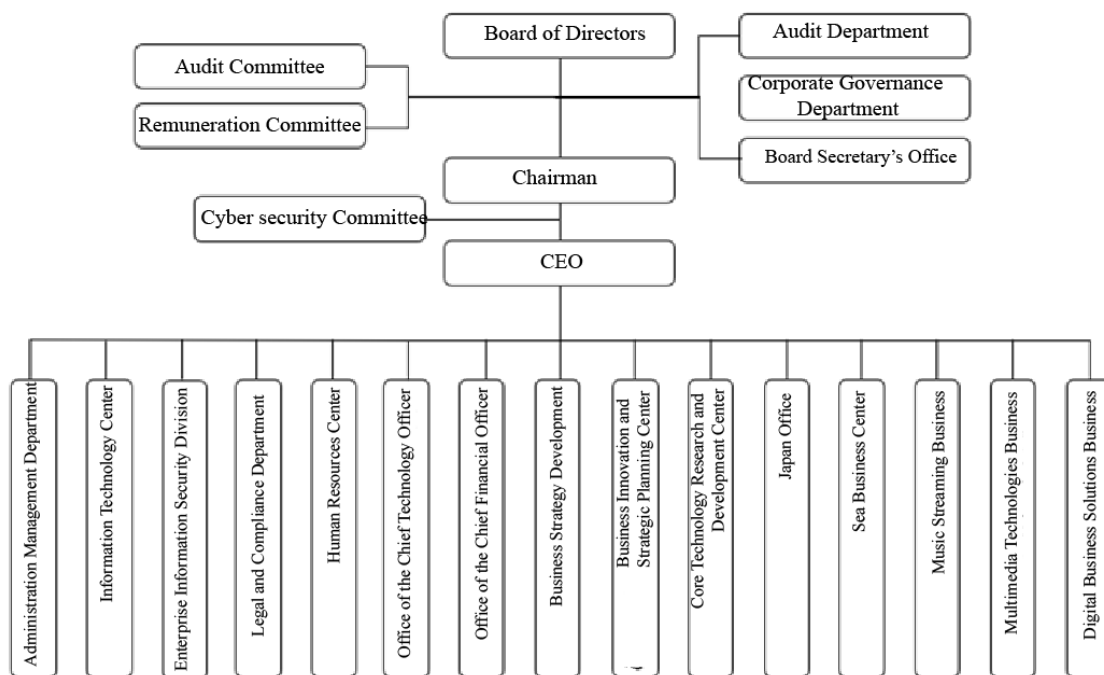 Board of Directors
Audit Department
Audit Committee
Corporate Governance
Department
Remuneration Committee
Board Secretary's Office
Chairman
Cyber security Committee
CEO
Administration Management Department
Information Technology Center
Enterprise Information Security Division
Legal and Compliance Department
Human Resources Center
Office of the Chief Technology Officer
Office of the Chief Financial Officer
Business Strategy Development
Business Innovation and
Strategic Planning Center
Core Technology Research and
Development Center
Japan Office
Sea Business Center
Music Streaming Business
Multimedia Technologies Business
Digital Business Solutions Business